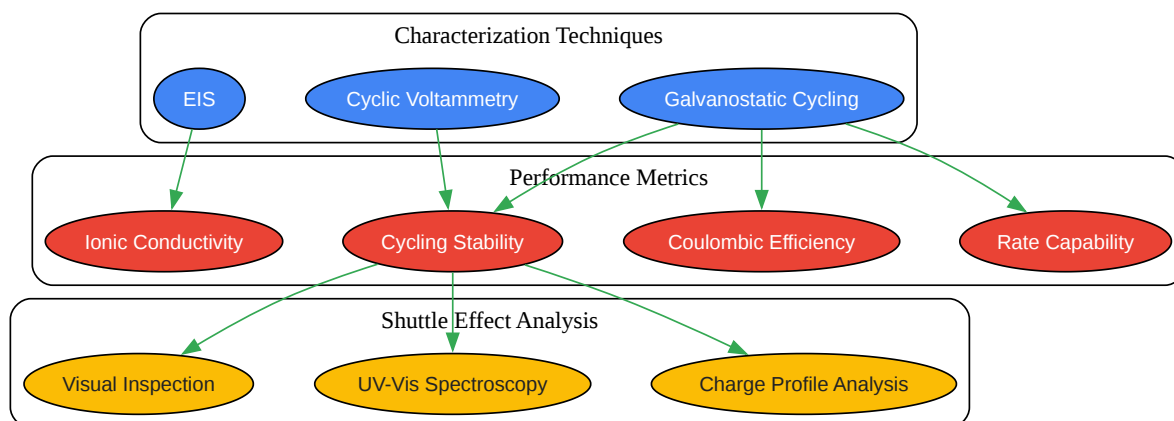 Characterization Techniques
EIS
Cyclic Voltammetry
Galvanostatic Cycling
Performance Metrics
Ionic Conductivity
Cycling Stability
Coulombic Efficiency
Rate Capability
Shuttle Effect Analysis
Visual Inspection
UV-Vis Spectroscopy
Charge Profile Analysis